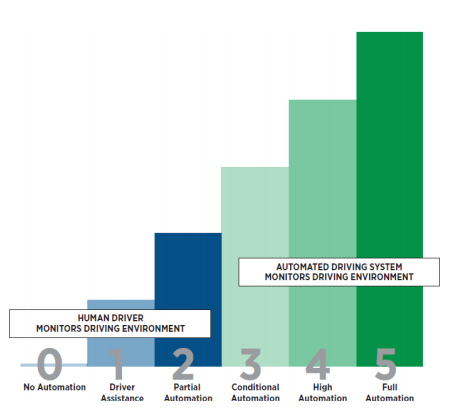 AUTOMATED DRIVING SYSTEM
MONITORS DRIVING ENVIRONMENT
HUMAN DRIVER
MONITORS DRIVING ENVIRONMENT
0 1 2 3 4 5
No Automation Driver Partial Conditional High Full
Assistance Automation Automation Automation Automation